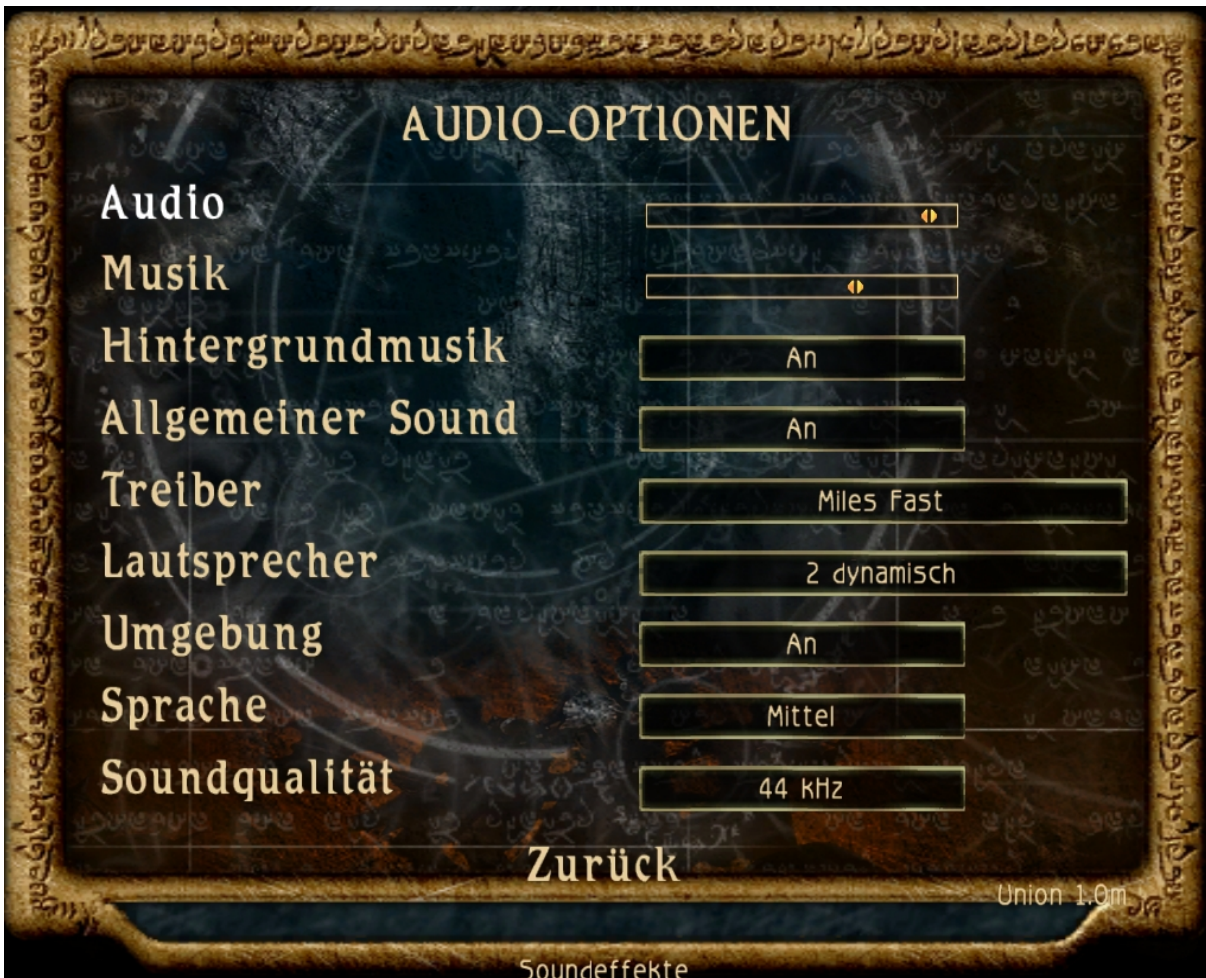 AUDIO-OPTIONEN
Audio
Musik
Hintergrundmusik An
Allgemeiner Sound An
Treiber Miles Fast
Lautsprecher 2 dynamisch
Umgebung An
Sprache Mittel
Soundqualität 44 kHz
Zurück
Union 1.0m
Soundeffekte